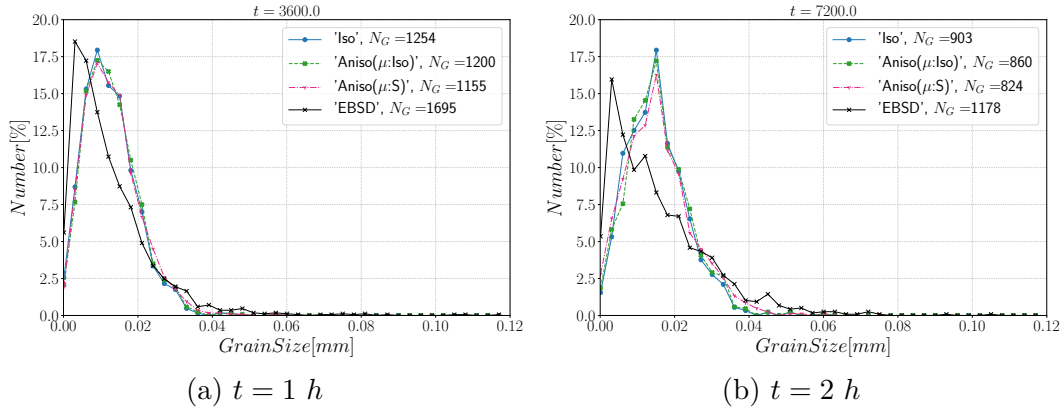 t = 3600.0
20.0
17.5
15.0
12.5
10.0
7.5
5.0
2.5
0.0
Number[%]
'Iso', N_G =1254
'Aniso(μ:Iso)', N_G =1200
'Aniso(μ:S)', N_G =1155
'EBSD', N_G =1695
0.00 0.02 0.04 0.06 0.08 0.10 0.12
GrainSize[mm]
(a) t = 1 h
t = 7200.0
20.0
17.5
15.0
12.5
10.0
7.5
5.0
2.5
0.0
Number[%]
'Iso', N_G =903
'Aniso(μ:Iso)', N_G =860
'Aniso(μ:S)', N_G =824
'EBSD', N_G =1178
0.00 0.02 0.04 0.06 0.08 0.10 0.12
GrainSize[mm]
(b) t = 2 h